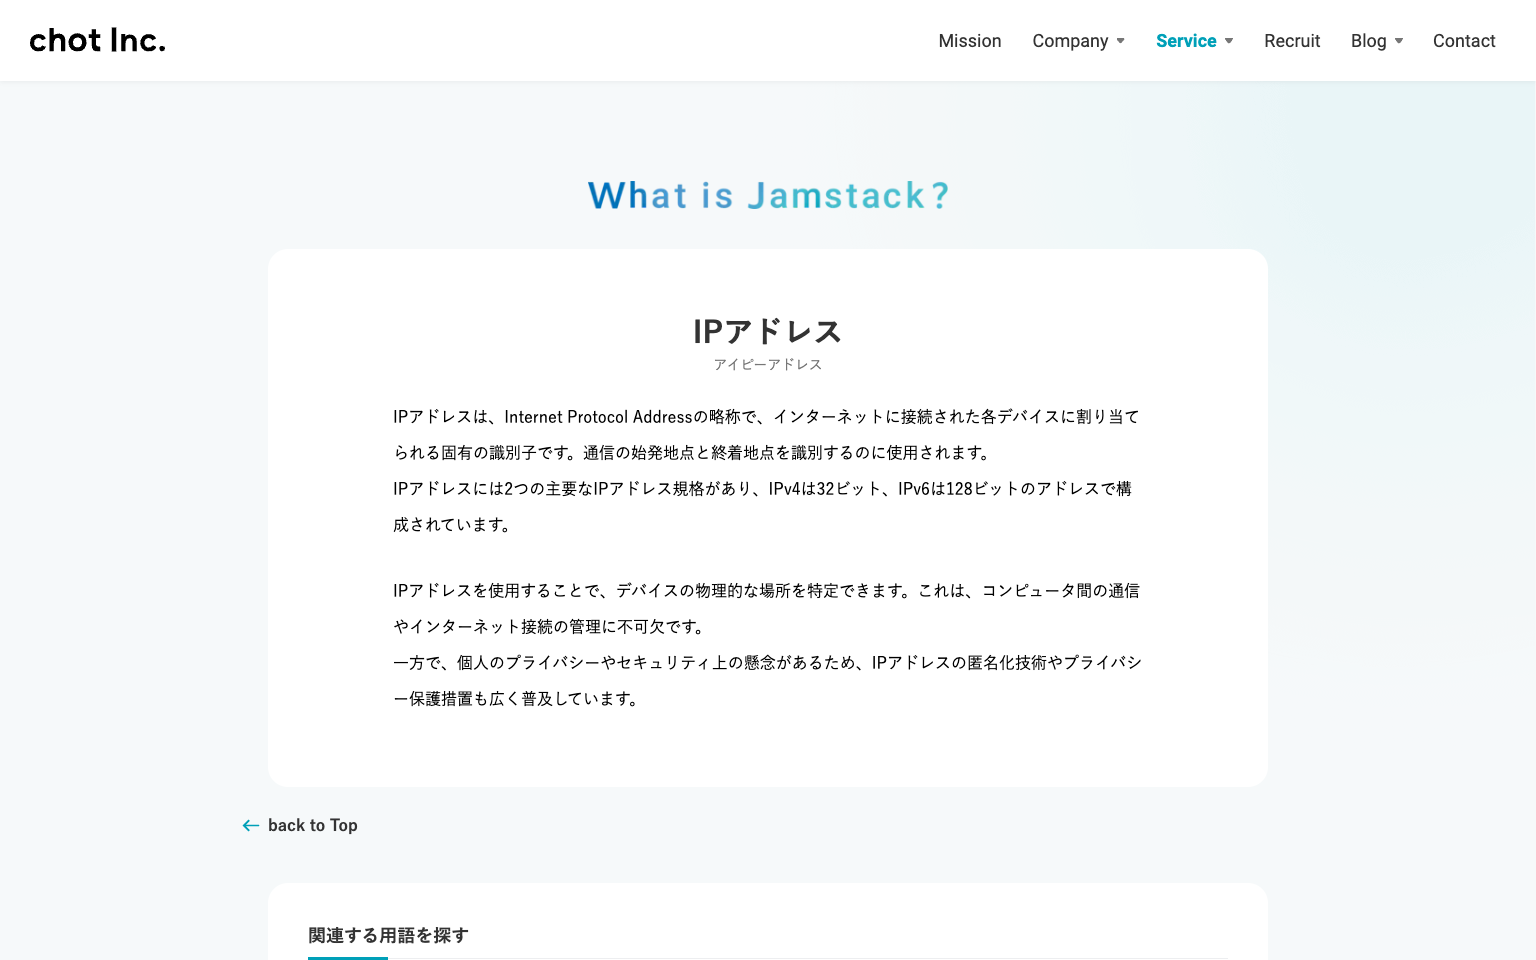 chot Inc.
Mission
Company
Service
Recruit
Blog
Contact
What is Jamstack?
IPアドレス
アイピーアドレス
IPアドレスは、Internet Protocol Addressの略称で、インターネットに接続された各デバイスに割り当て
られる固有の識別子です。通信の始発地点と終着地点を識別するのに使用されます。
IPアドレスには2つの主要なIPアドレス規格があり、IPv4は32ビット、IPv6は128ビットのアドレスで構
成されています。
IPアドレスを使用することで、デバイスの物理的な場所を特定できます。これは、コンピュータ間の通信
やインターネット接続の管理に不可欠です。
一方で、個人のプライバシーやセキュリティ上の懸念があるため、IPアドレスの匿名化技術やプライバシ
ー保護措置も広く普及しています。
back to Top
関連する用語を探す